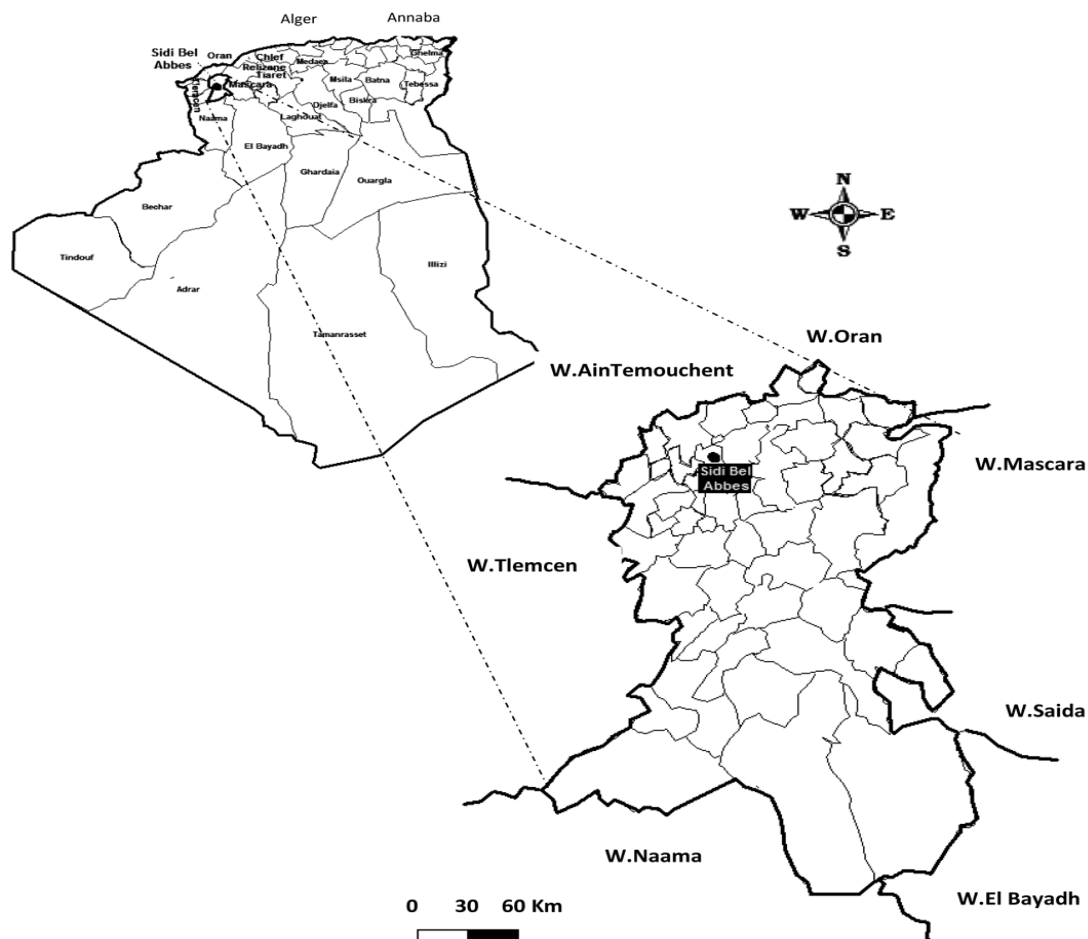 Alger
Annaba
Sidi Bel
Abbes
Oran
Chlef
Relizane
Tiaret
Mascara
Medaea
Ghelma
Msila
Batna
Tebessa
Biskra
Djelfa
Laghouat
Tlemcen
Naama
El Bayadh
Ghardaia
Ouargla
Bechar
Tindouf
Adrar
Illizi
Tamanrasset
N
W
E
S
W.Oran
W.AinTemouchent
Sidi Bel
Abbes
W.Mascara
W.Tlemcen
W.Saida
W.Naama
W.El Bayadh
0 30 60 Km